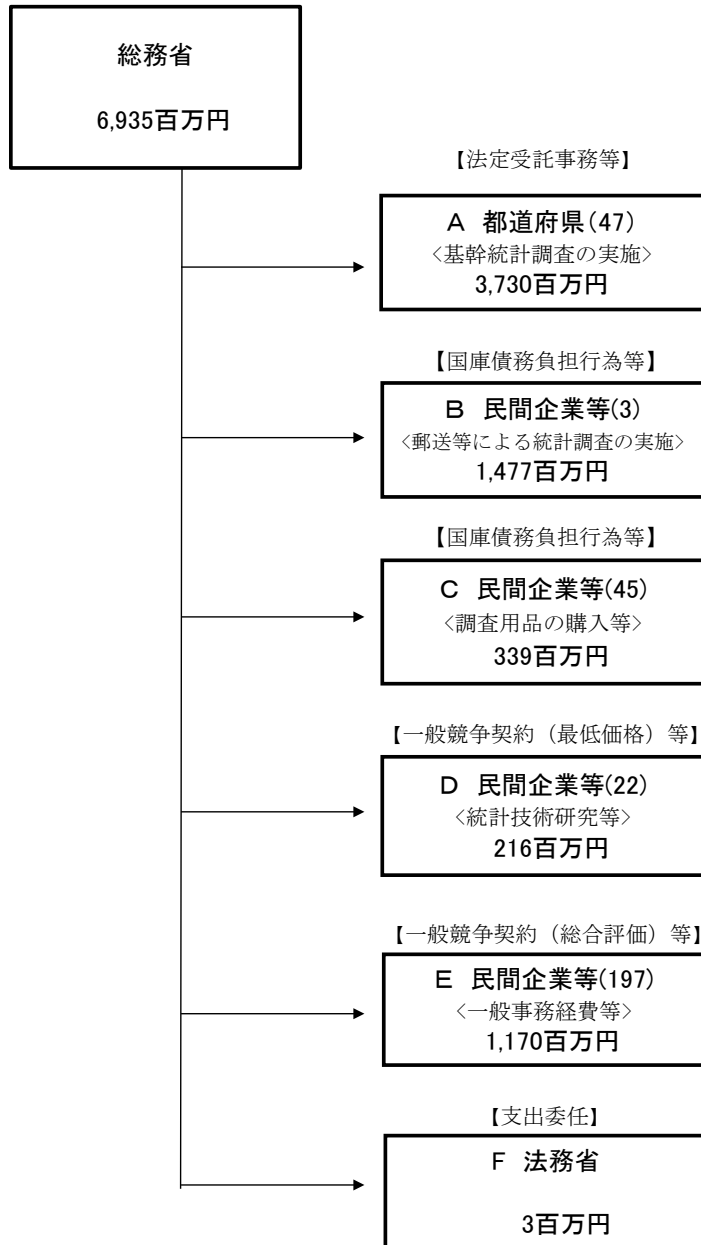 総務省
6,935百万円
【法定受託事務等】
A 都道府県(47)
<基幹統計調査の実施>
3,730百万円
【国庫債務負担行為等】
B 民間企業等(3)
<郵送等による統計調査の実施>
1,477百万円
【国庫債務負担行為等】
C 民間企業等(45)
<調査用品の購入等>
339百万円
【一般競争契約（最低価格）等】
D 民間企業等(22)
<統計技術研究等>
216百万円
【一般競争契約（総合評価）等】
E 民間企業等(197)
<一般事務経費等>
1,170百万円
【支出委任】
F 法務省
3百万円